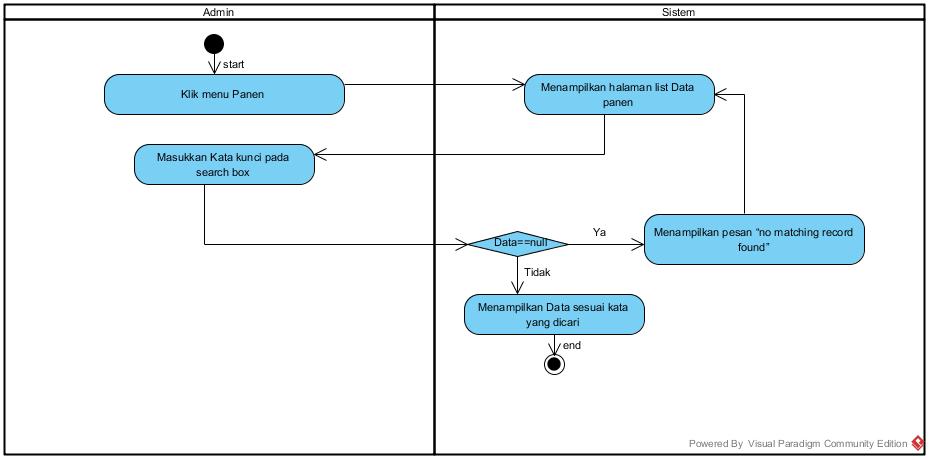 Admin
Sistem
start
Klik menu Panen
Menampilkan halaman list Data
panen
Masukkan Kata kunci pada
search box
Data==null
Ya
Menampilkan pesan “no matching record
found”
Tidak
Menampilkan Data sesuai kata
yang dicari
end
Powered By Visual Paradigm Community Edition